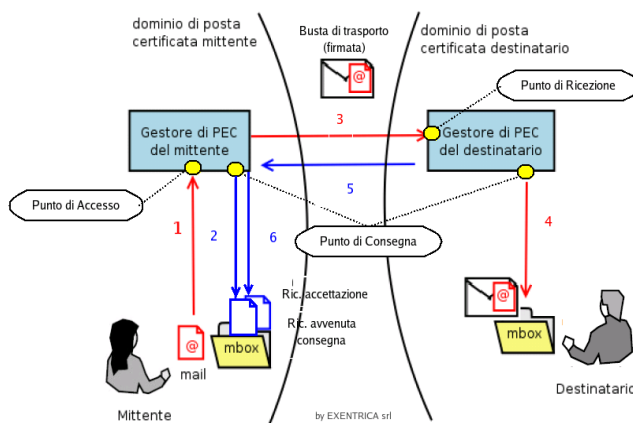 dominio di posta
certificata mittente
Busta di trasporto
(firmata)
dominio di posta
certificata destinatario
@
Punto di Ricezione
3
Gestore di PEC
del mittente
Gestore di PEC
del destinatario
5
Punto di Accesso
1
2
6
4
Punto di Consegna
Ric. accettazione
@
Ric. avvenuta
consegna
@
mbox
mbox
mail
Mittente
Destinatario
by EXENTRICA srl